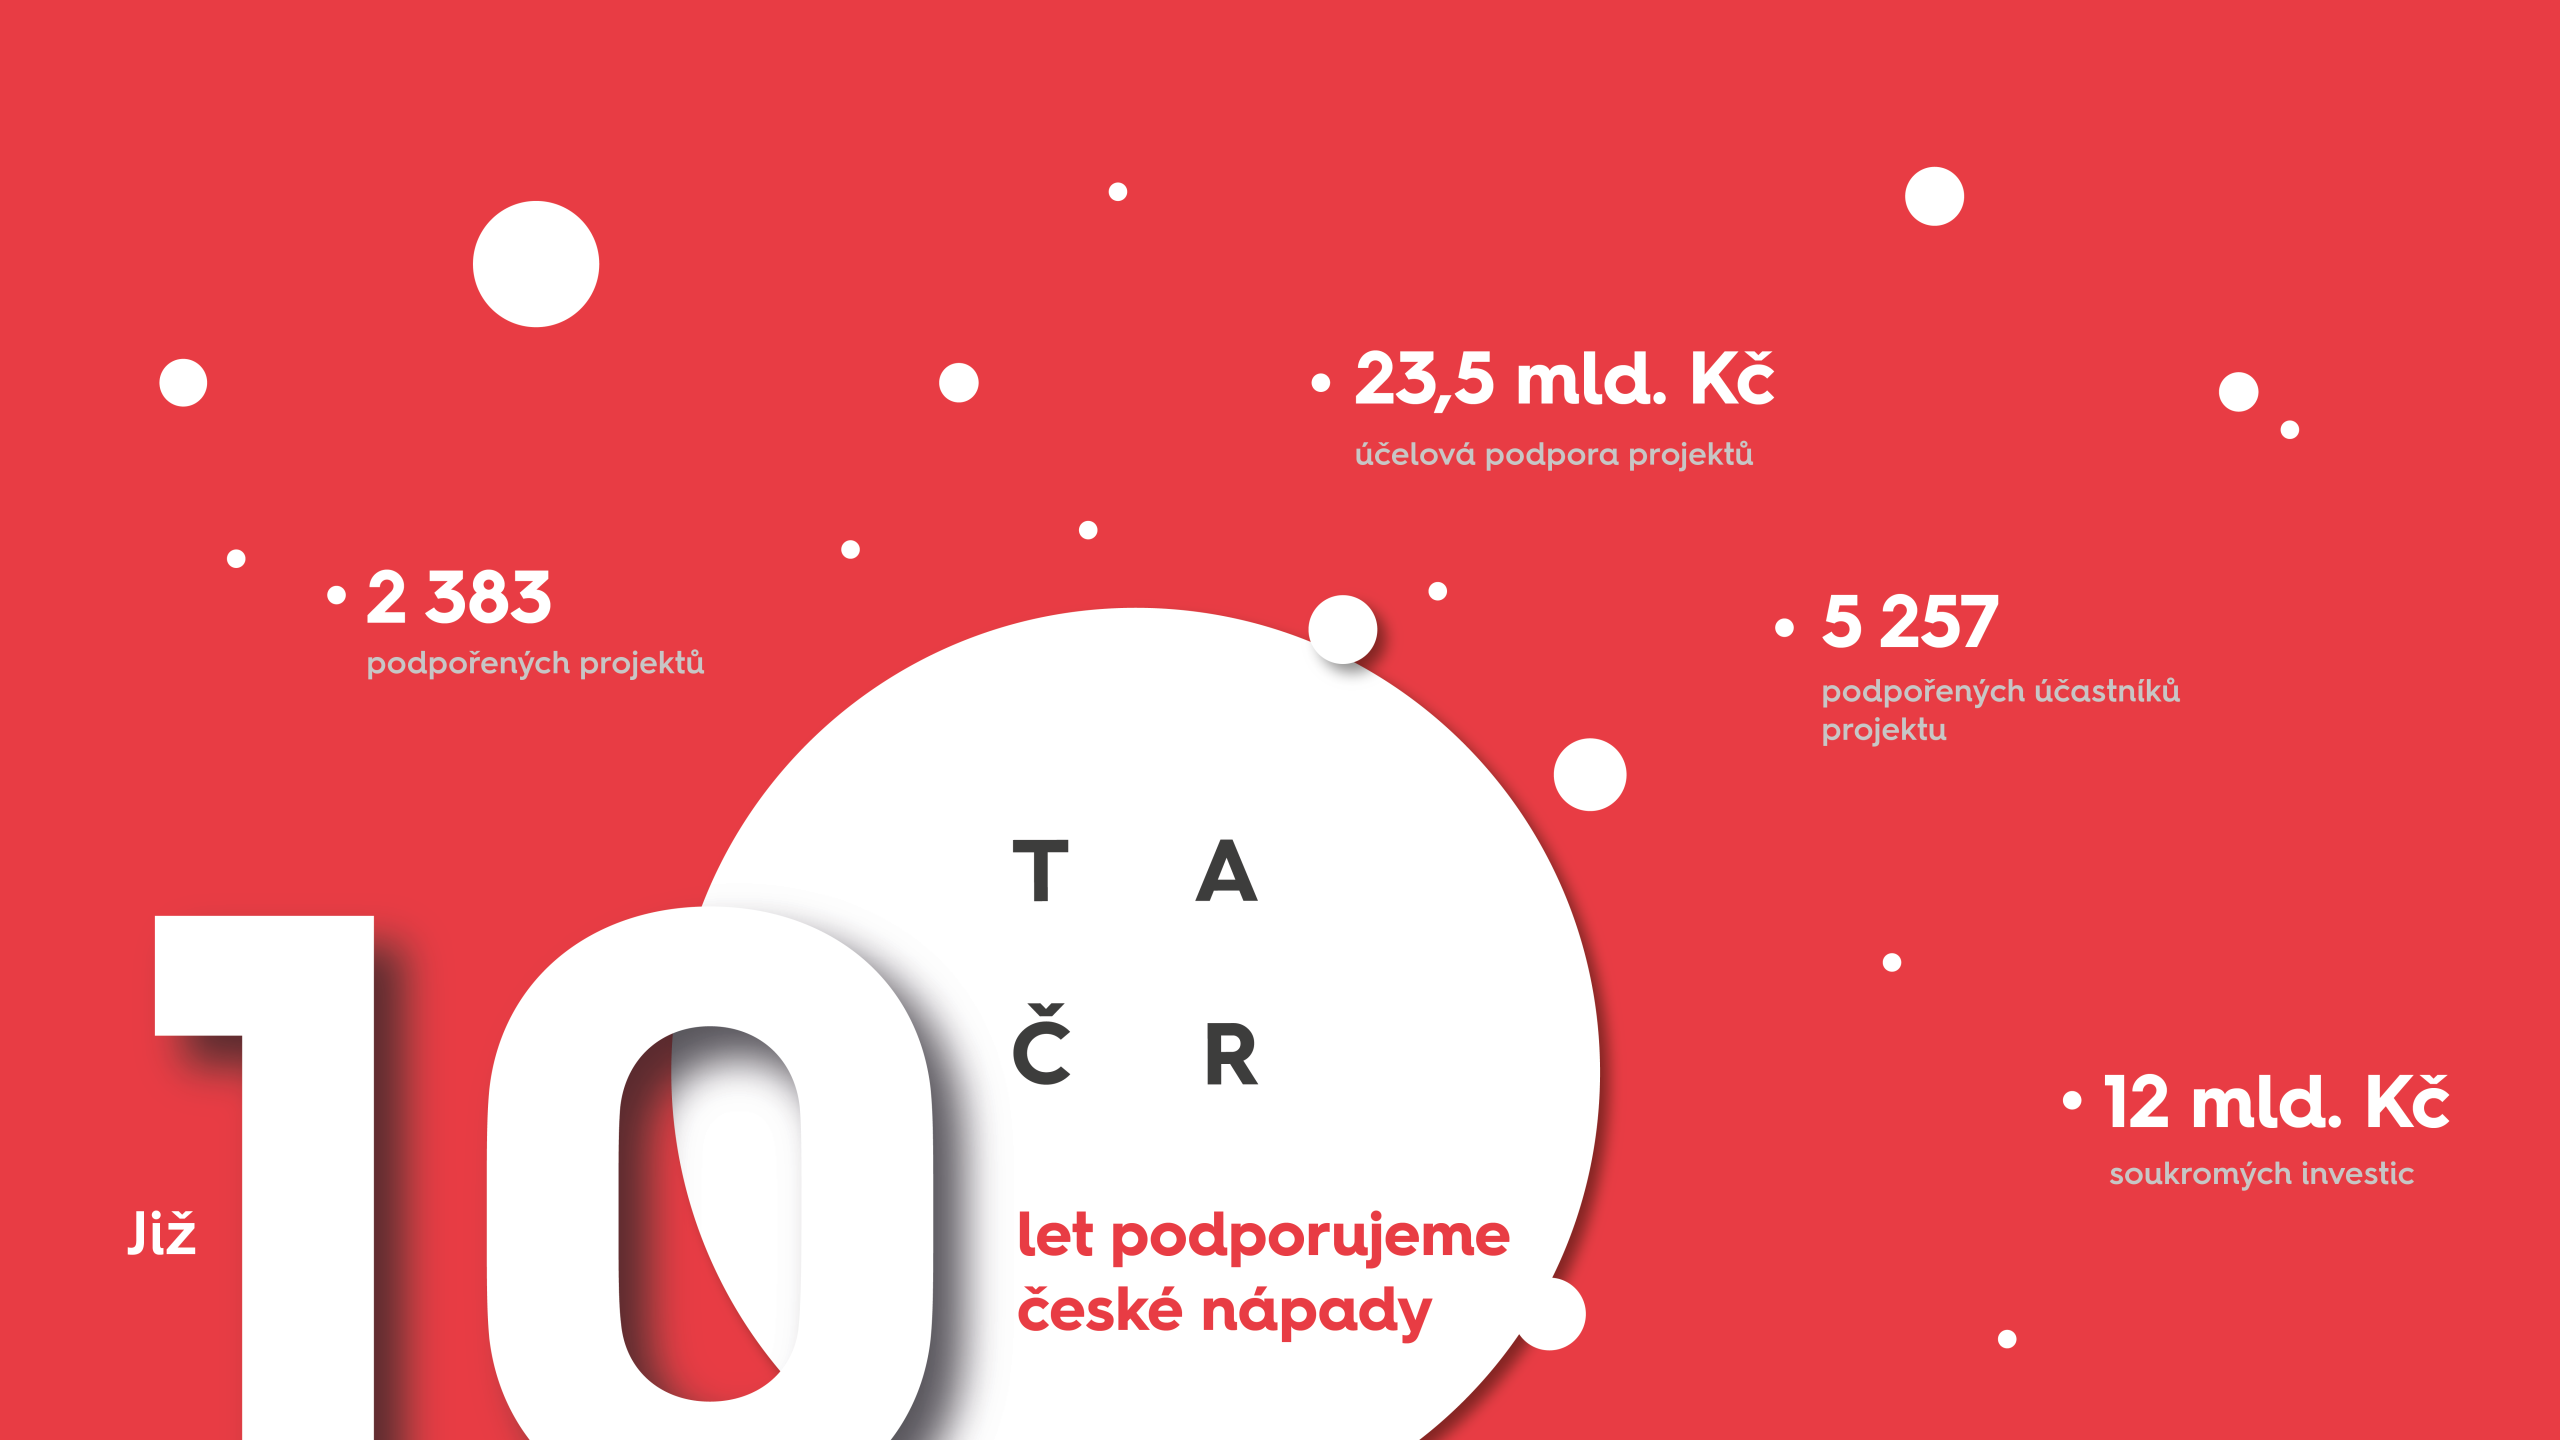 23,5 mld. Kč
účelová podpora projektů
2 383
podpořených projektů
5 257
podpořených účastníků
projektu
T A
Č R
12 mld. Kč
soukromých investic
Již 10 let podporujeme
české nápady